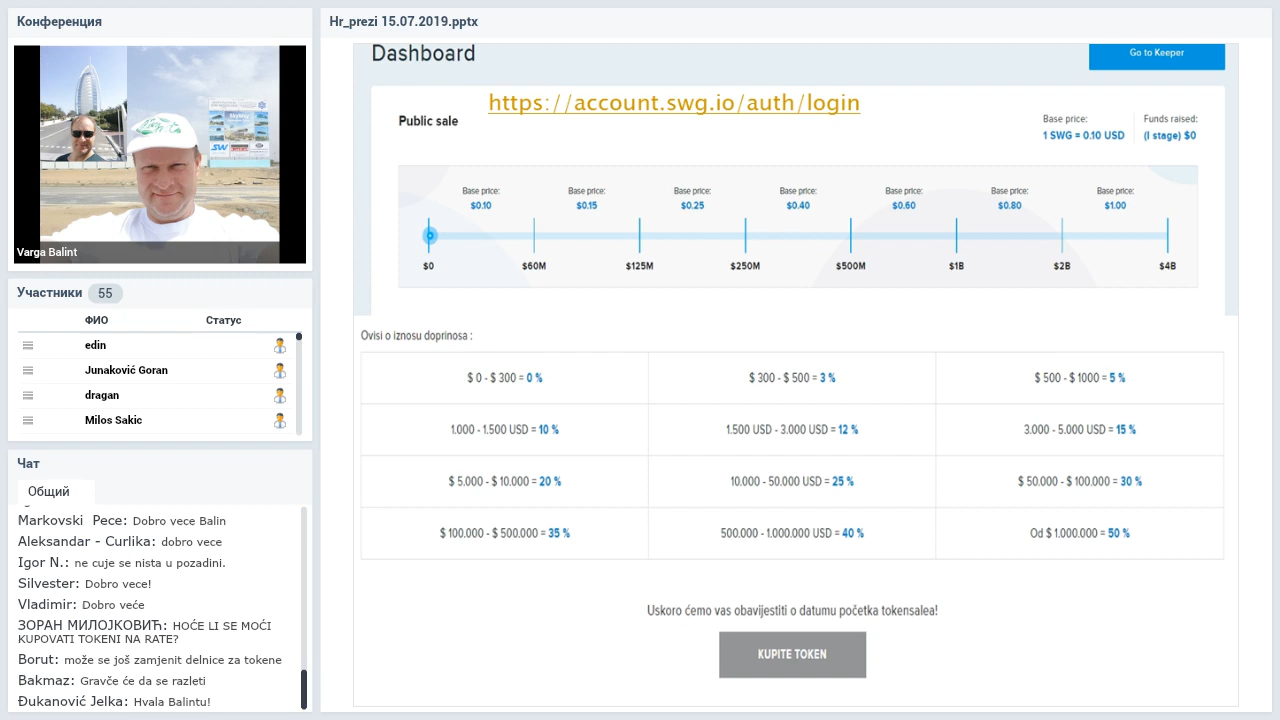 Конференция
Varga Balint
Участники 55
ФИО Статус
edin
Junaković Goran
dragan
Milos Sakic
Чат
Общий
Markovski Pece: Dobro vece Balin
Aleksandar - Curlika: dobro vece
Igor N.: ne cuje se nista u pozadini.
Silvester: Dobro vece!
Vladimir: Dobro veće
ЗОРАН МИЛОЈКОВИЋ: HOĆE LI SE MOĆI
KUPOVATI TOKENI NA RATE?
Borut: može se još zamjenit delnice za tokene
Bakmaz: Gravče će da se razleti
Đukanović Jelka: Hvala Balintu!
Hr_prezi 15.07.2019.pptx
Dashboard
Go to Keeper
https://account.swg.io/auth/login
Public sale
Base price: Funds raised:
1 SWG = 0.10 USD (I stage) $0
Base price: Base price: Base price: Base price: Base price: Base price: Base price:
$0.10 $0.15 $0.25 $0.40 $0.60 $0.80 $1.00
$0 $60M $125M $250M $500M $1B $2B $4B
Ovisi o iznosu doprinosa :
$ 0 - $ 300 = 0 % $ 300 - $ 500 = 3 % $ 500 - $ 1000 = 5 %
1.000 - 1.500 USD = 10 % 1.500 USD - 3.000 USD = 12 % 3.000 - 5.000 USD = 15 %
$ 5.000 - $ 10.000 = 20 % 10.000 - 50.000 USD = 25 % $ 50.000 - $ 100.000 = 30 %
$ 100.000 - $ 500.000 = 35 % 500.000 - 1.000.000 USD = 40 % Od $ 1.000.000 = 50 %
Uskoro ćemo vas obavijestiti o datumu početka tokensalea!
KUPITE TOKEN